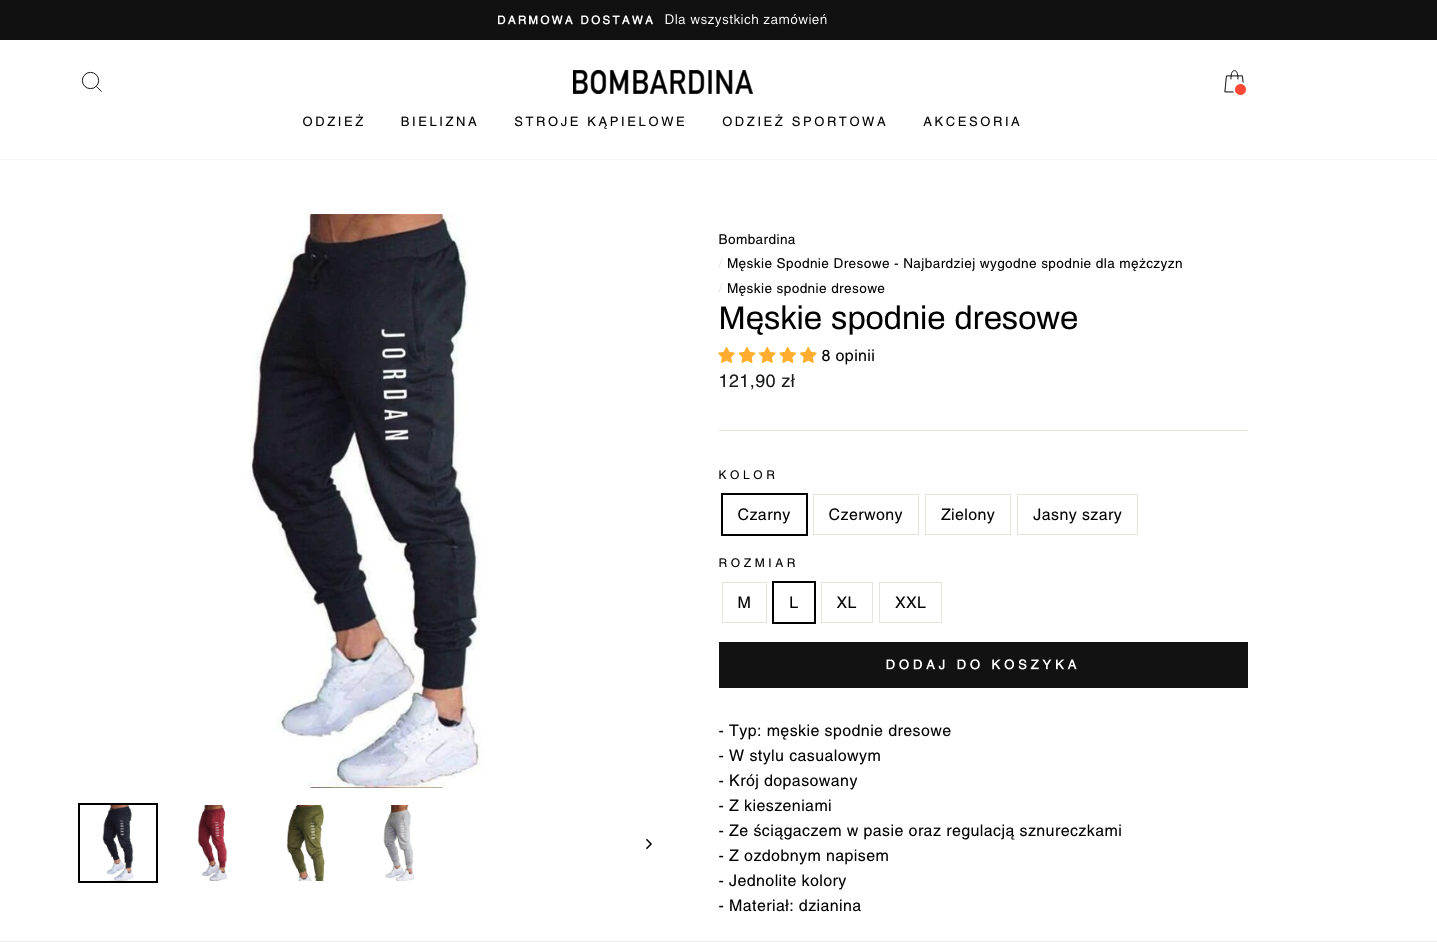 DARMOWA DOSTAWA Dla wszystkich zamówień
BOMBARDINA
ODZIEŻ BIELIZNA STROJE KĄPIELOWE ODZIEŻ SPORTOWA AKCESORIA
JORDAN
Bombardina
/ Męskie Spodnie Dresowe - Najbardziej wygodne spodnie dla mężczyzn
/ Męskie spodnie dresowe
Męskie spodnie dresowe
8 opinii
121,90 zł
KOLOR
Czarny Czerwony Zielony Jasny szary
ROZMIAR
M L XL XXL
DODAJ DO KOSZYKA
- Typ: męskie spodnie dresowe
- W stylu casualowym
- Krój dopasowany
- Z kieszeniami
- Ze ściągaczem w pasie oraz regulacją sznureczkami
- Z ozdobnym napisem
- Jednolite kolory
- Materiał: dzianina